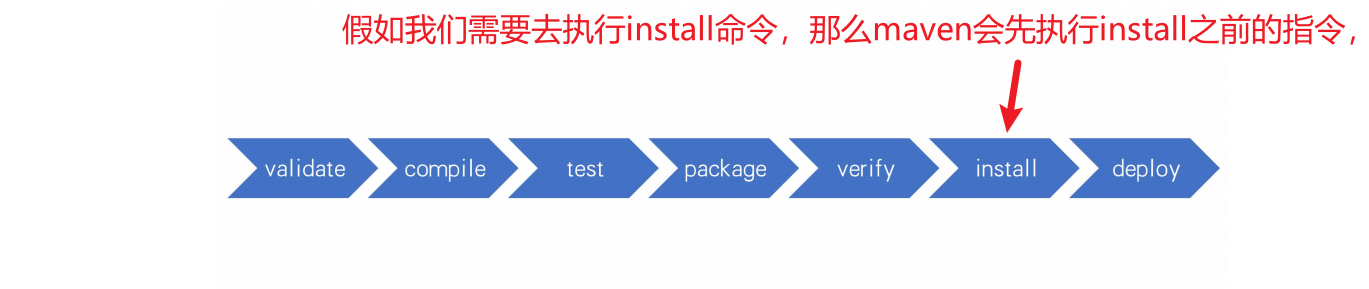 假如我们需要去执行install命令，那么maven会先执行install之前的指令，
validate compile test package verify install deploy